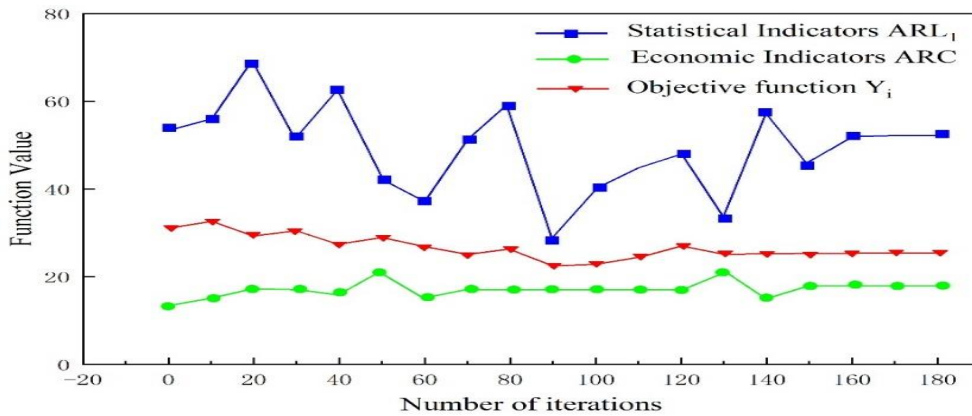 80
60
40
20
0
Function Value
Statistical Indicators ARL₁
Economic Indicators ARC
Objective function Yᵢ
−20 0 20 40 60 80 100 120 140 160 180
Number of iterations